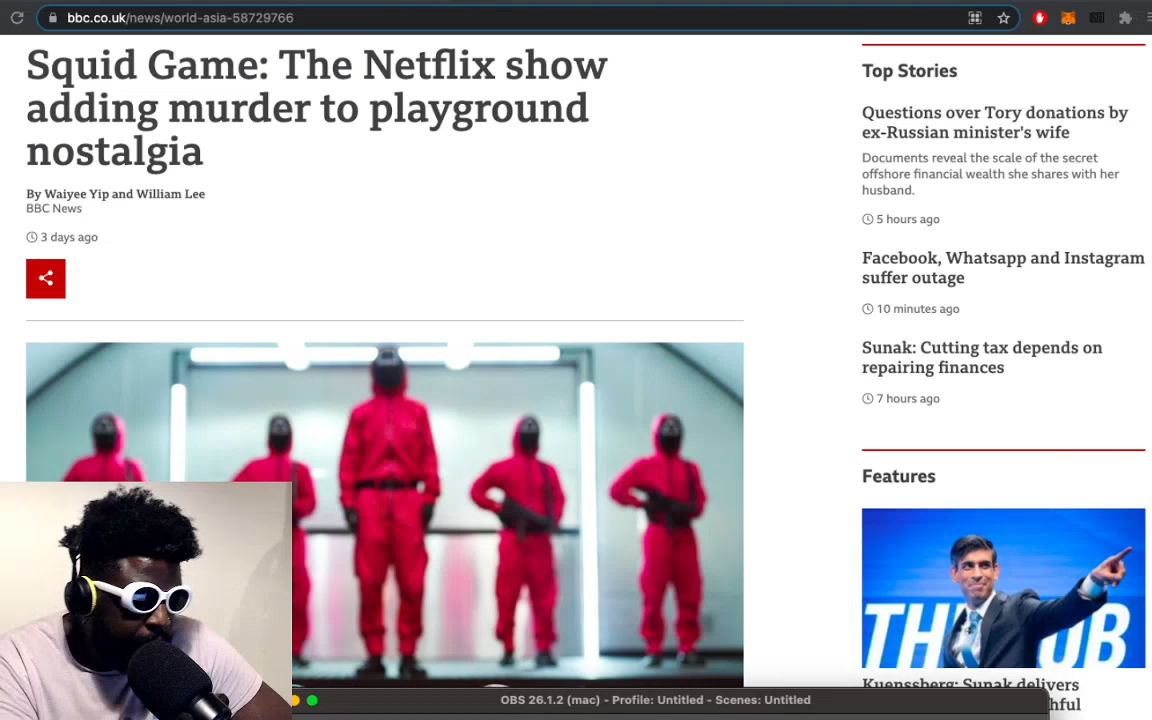 bbc.co.uk/news/world-asia-58729766
Squid Game: The Netflix show
adding murder to playground
nostalgia
By Waiyee Yip and William Lee
BBC News
3 days ago
Top Stories
Questions over Tory donations by
ex-Russian minister's wife
Documents reveal the scale of the secret
offshore financial wealth she shares with her
husband.
5 hours ago
Facebook, Whatsapp and Instagram
suffer outage
10 minutes ago
Sunak: Cutting tax depends on
repairing finances
7 hours ago
Features
Kuenssberg: Sunak delivers
OBS 26.1.2 (mac) - Profile: Untitled - Scenes: Untitled